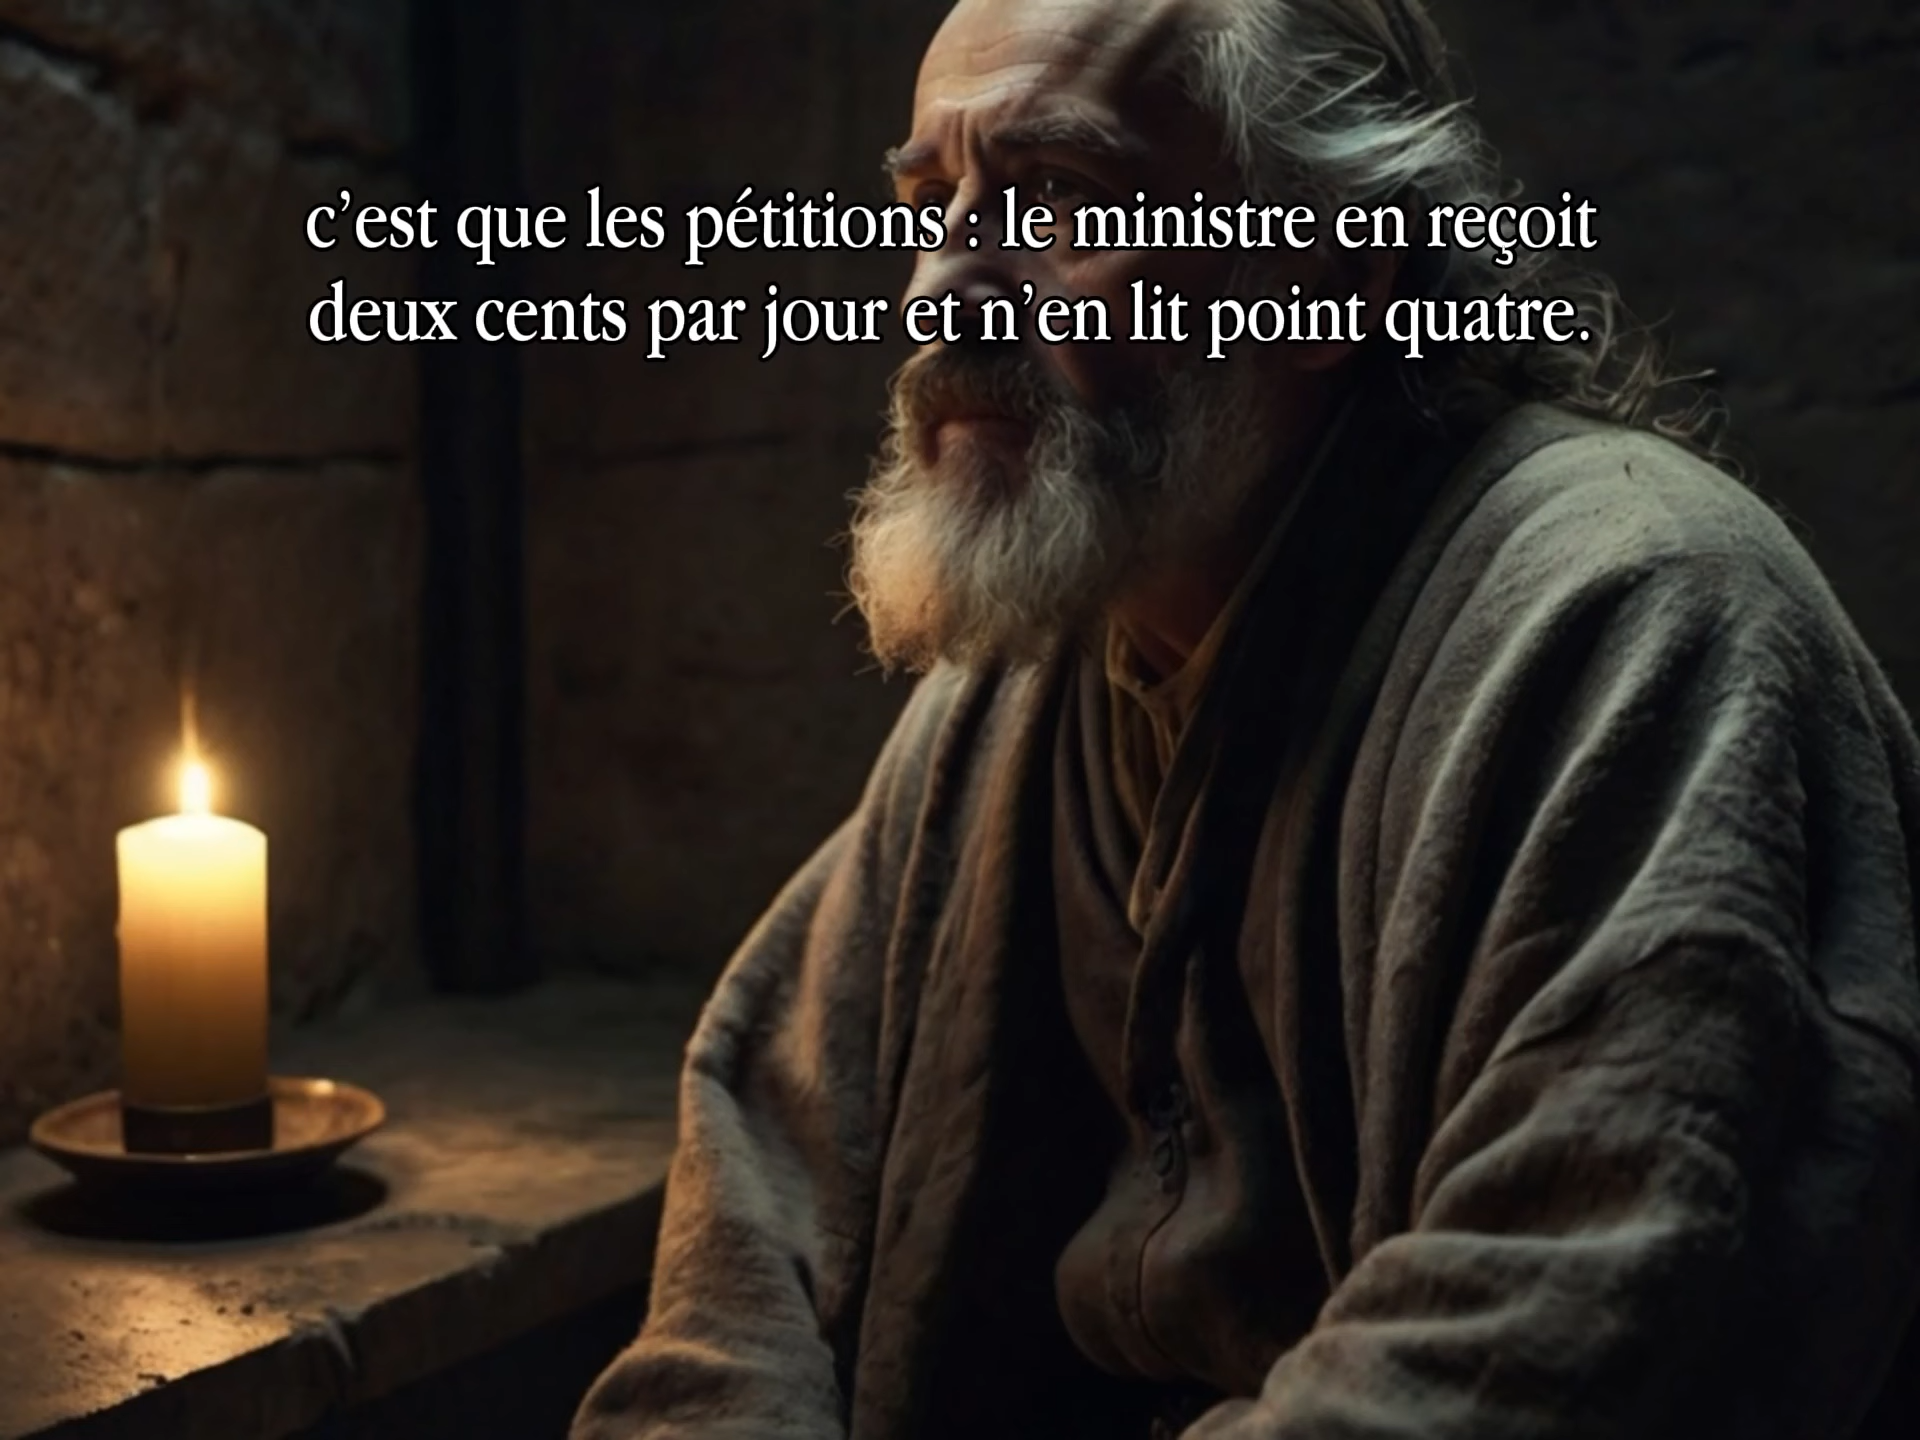 c’est que les pétitions : le ministre en reçoit
deux cents par jour et n’en lit point quatre.